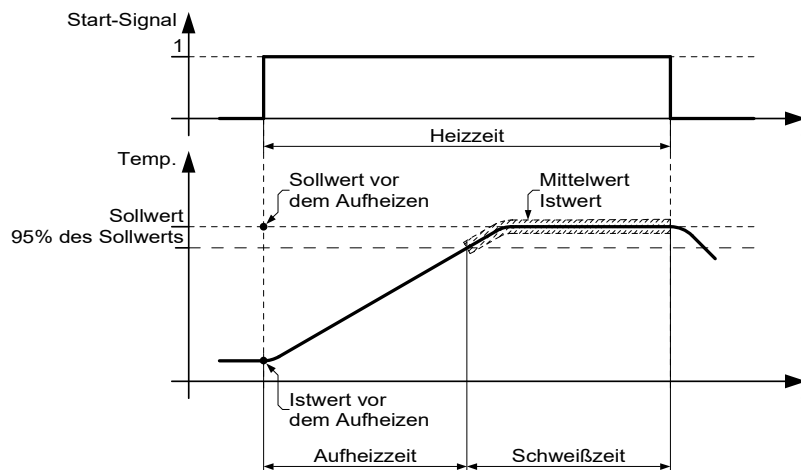 Start-Signal
1
Heizzeit
Temp.
Sollwert vor
dem Aufheizen
Mittelwert
Istwert
Sollwert
95% des Sollwerts
Istwert vor
dem Aufheizen
Aufheizzeit
Schweißzeit